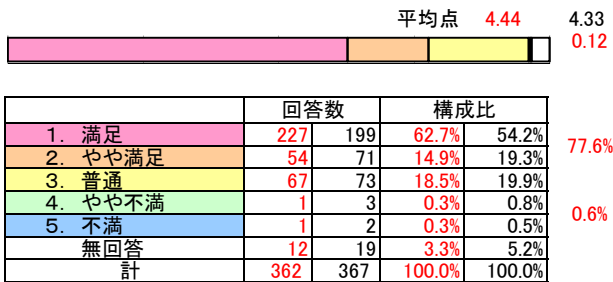 平均点 4.44 4.33
0.12
回答数 構成比
1. 満足 227 199 62.7% 54.2%
77.6%
2. やや満足 54 71 14.9% 19.3%
3. 普通 67 73 18.5% 19.9%
4. やや不満 1 3 0.3% 0.8%
0.6%
5. 不満 1 2 0.3% 0.5%
無回答 12 19 3.3% 5.2%
計 362 367 100.0% 100.0%